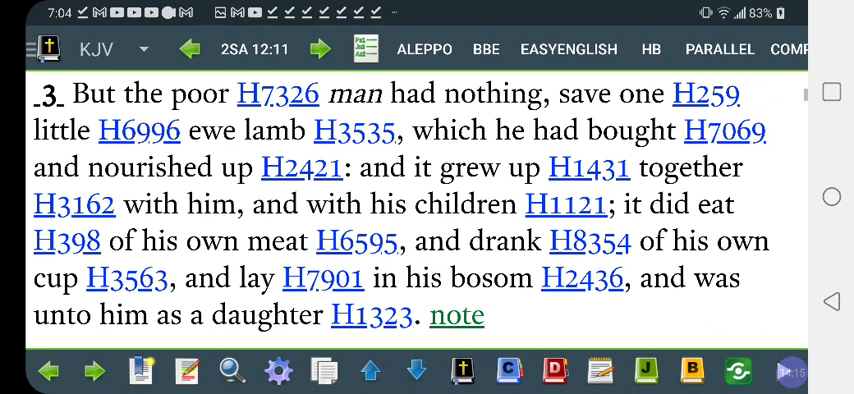 7:04 83%
KJV 2SA 12:11 ALEPPO BBE EASYENGLISH HB PARALLEL COMP
3 But the poor H7326 man had nothing, save one H259
little H6996 ewe lamb H3535, which he had bought H7069
and nourished up H2421: and it grew up H1431 together
H3162 with him, and with his children H1121; it did eat
H398 of his own meat H6595, and drank H8354 of his own
cup H3563, and lay H7901 in his bosom H2436, and was
unto him as a daughter H1323. note
C D J B